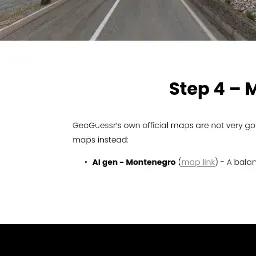 Step 4 – M
GeoGuessr's own official maps are not very go
maps instead:
• AI gen - Montenegro (map link) - A balan